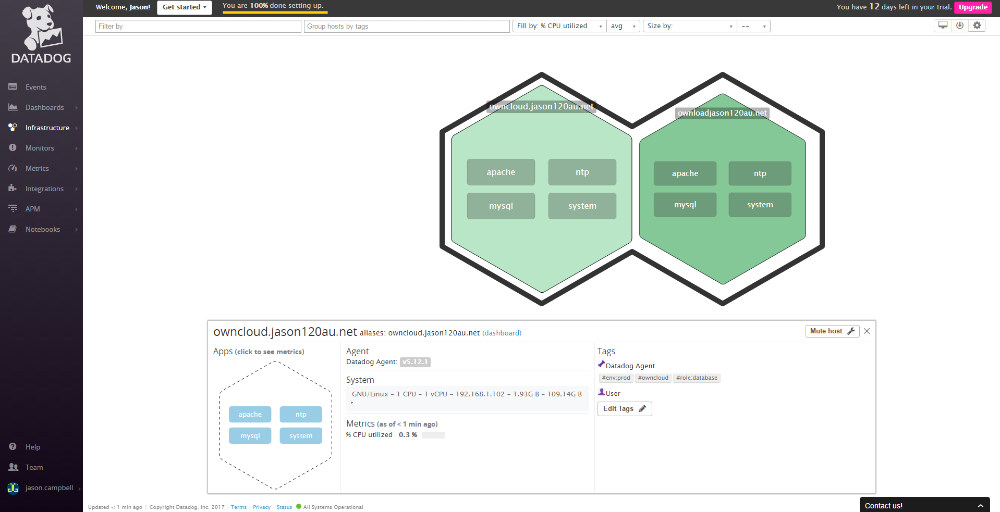 DATADOG
Events
Dashboards
Infrastructure
Monitors
Metrics
Integrations
APM
Notebooks
Help
Team
jason.campbell
Welcome, Jason! Get started You are 100% done setting up. You have 12 days left in your trial. Upgrade
Filter by Group hosts by tags Fill by: % CPU utilized avg Size by: --
owncloud.jason120au.net
apache ntp
mysql system
ownloadjason120au.net
apache ntp
mysql system
owncloud.jason120au.net aliases: owncloud.jason120au.net (dashboard) Mute host
Apps (click to see metrics)
apache ntp
mysql system
Agent
Datadog Agent: v5.12.1
System
GNU/Linux - 1 CPU - 1 vCPU - 192.168.1.102 - 1.93G B - 109.14G B
Metrics (as of < 1 min ago)
% CPU utilized 0.3 %
Tags
Datadog Agent
#env:prod #owncloud #role:database
User
Edit Tags
Updated < 1 min ago | Copyright Datadog, Inc. 2017 - Terms - Privacy - Status All Systems Operational
Contact us!